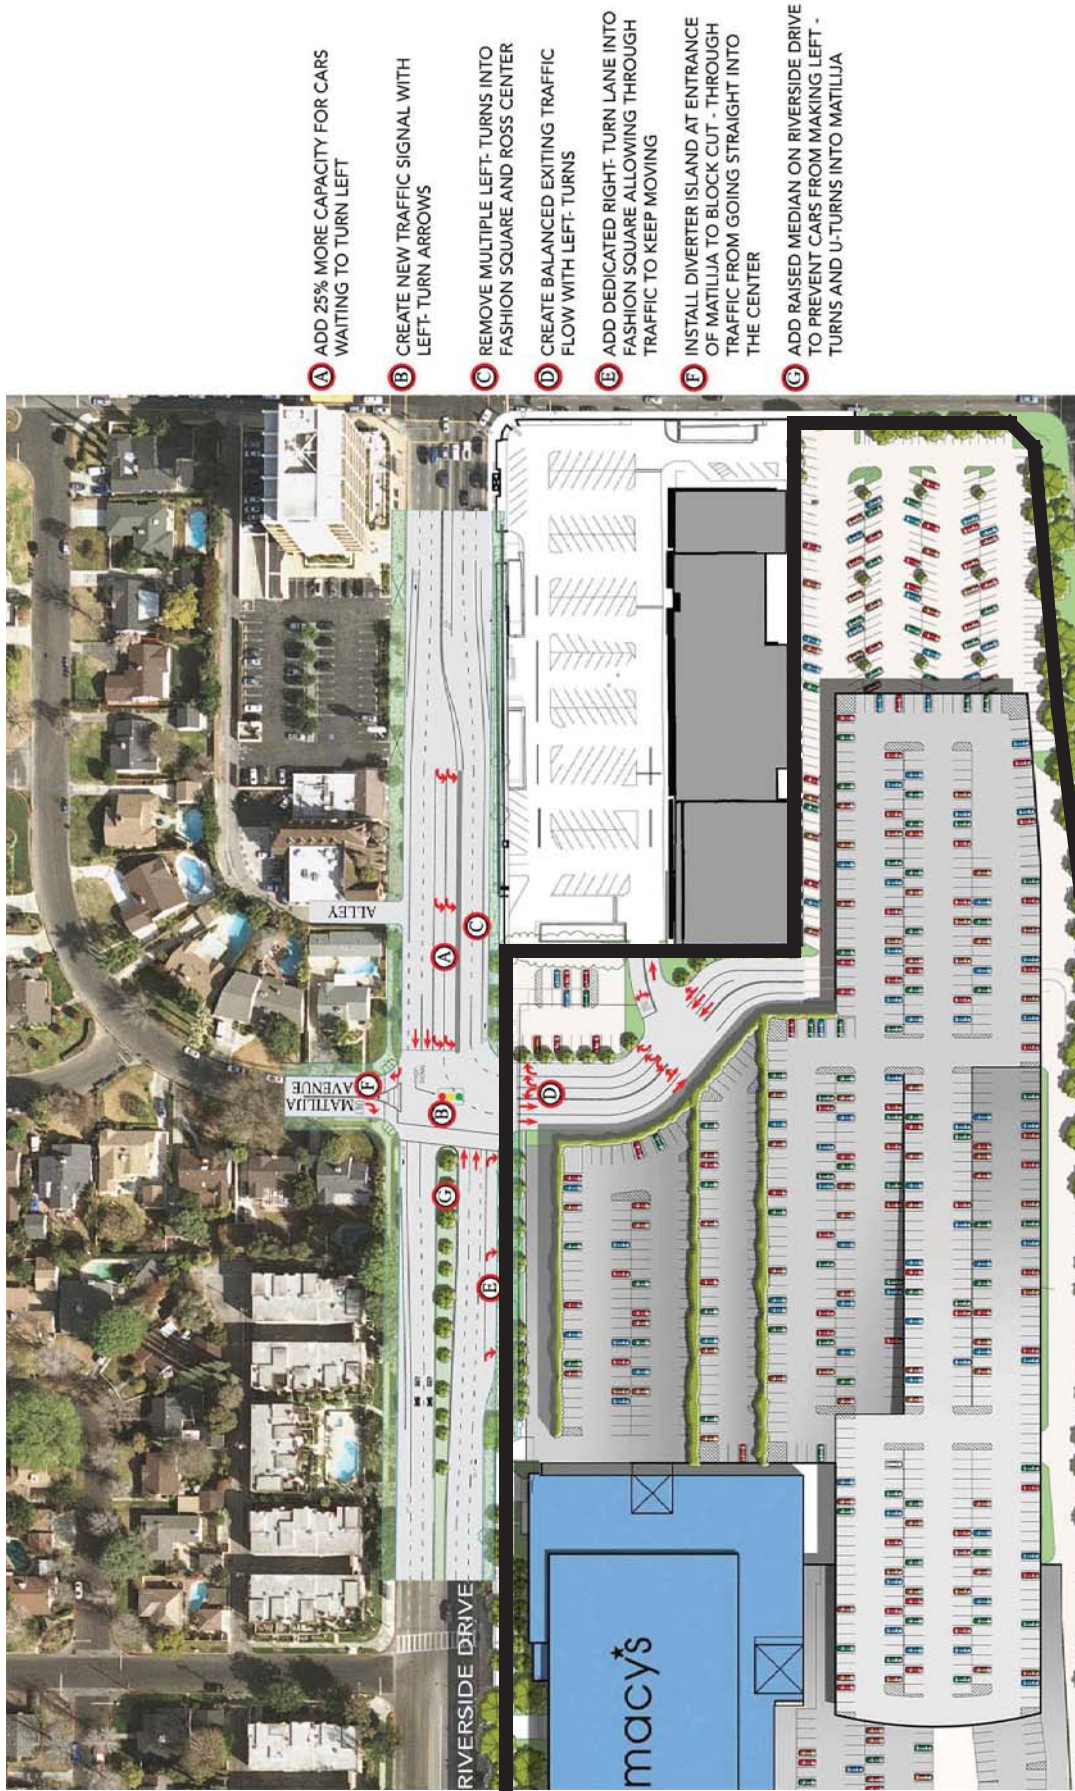 A ADD 25% MORE CAPACITY FOR CARS
WAITING TO TURN LEFT
B CREATE NEW TRAFFIC SIGNAL WITH
LEFT- TURN ARROWS
C REMOVE MULTIPLE LEFT- TURNS INTO
FASHION SQUARE AND ROSS CENTER
D CREATE BALANCED EXITING TRAFFIC
FLOW WITH LEFT- TURNS
E ADD DEDICATED RIGHT- TURN LANE INTO
FASHION SQUARE ALLOWING THROUGH
TRAFFIC TO KEEP MOVING
F INSTALL DIVERTER ISLAND AT ENTRANCE
OF MATILIJA TO BLOCK CUT - THROUGH
TRAFFIC FROM GOING STRAIGHT INTO
THE CENTER
G ADD RAISED MEDIAN ON RIVERSIDE DRIVE
TO PREVENT CARS FROM MAKING LEFT -
TURNS AND U-TURNS INTO MATILIJA
MATILIJA
AVENUE
ALLEY
F
G
B
A
C
E
D
RIVERSIDE DRIVE
macy's